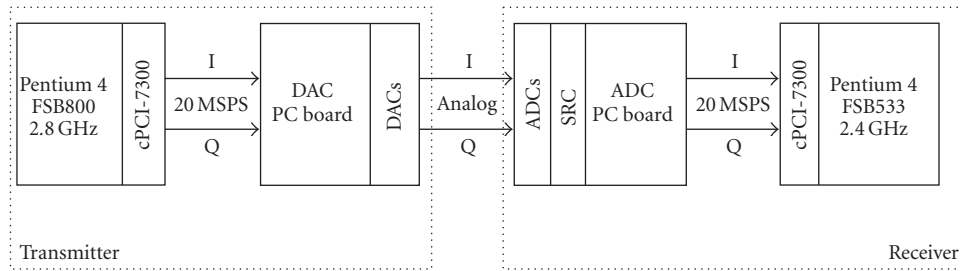 Pentium 4
FSB800
2.8 GHz
cPCI-7300
I
20 MSPS
Q
DAC
PC board
DACs
I
Analog
Q
ADCs
SRC
ADC
PC board
I
20 MSPS
Q
cPCI-7300
Pentium 4
FSB533
2.4 GHz
Transmitter
Receiver